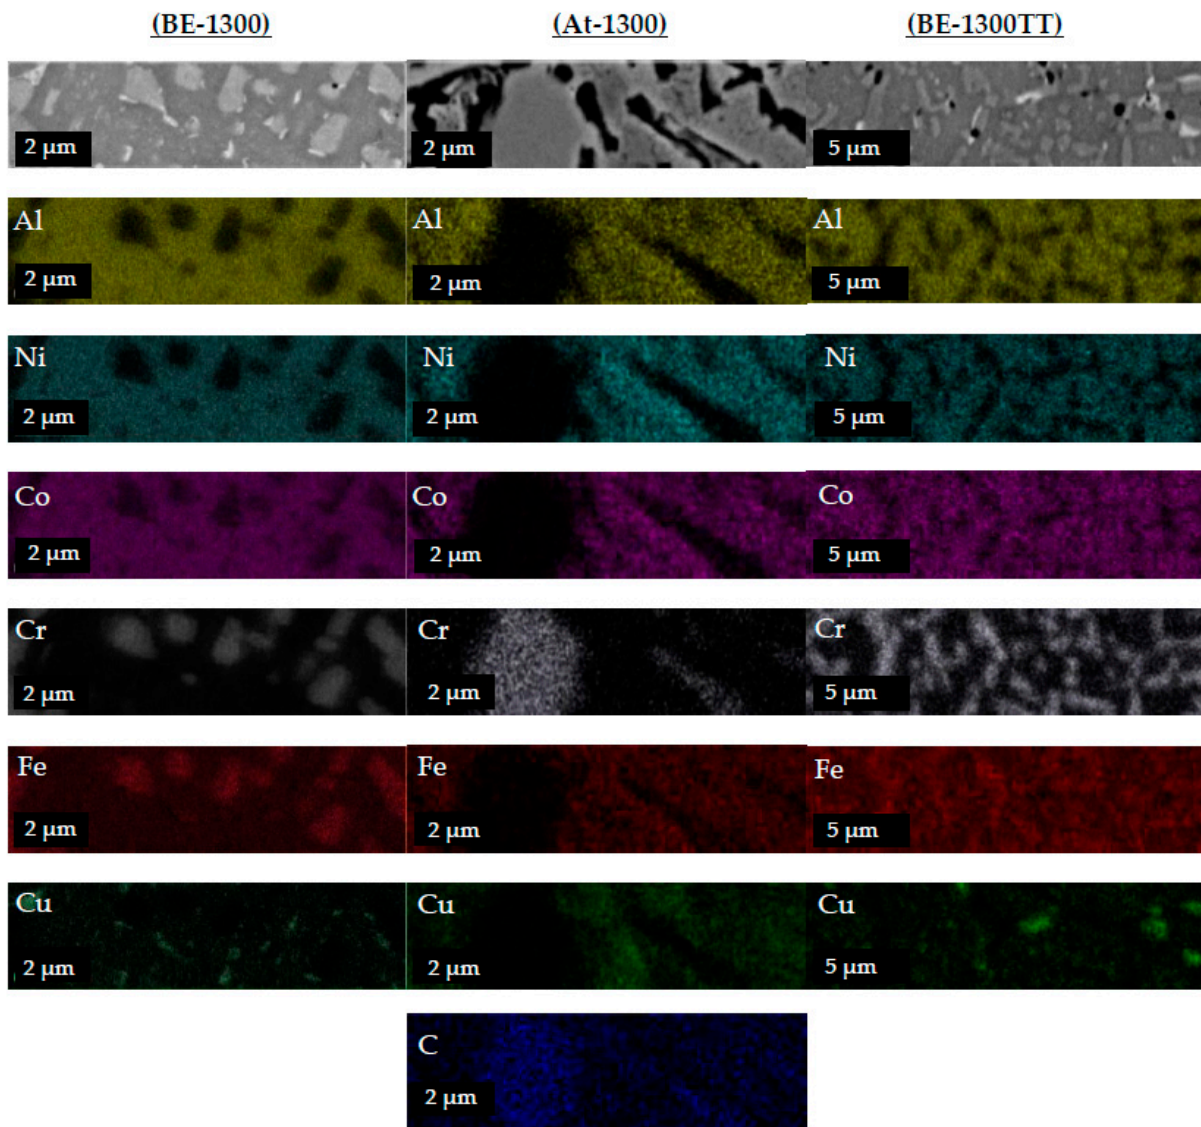 (BE-1300) (At-1300) (BE-1300TT)
2 µm 2 µm 5 µm
Al Al Al
2 µm 2 µm 5 µm
Ni Ni Ni
2 µm 2 µm 5 µm
Co Co Co
2 µm 2 µm 5 µm
Cr Cr Cr
2 µm 2 µm 5 µm
Fe Fe Fe
2 µm 2 µm 5 µm
Cu Cu Cu
2 µm 2 µm 5 µm
C
2 µm